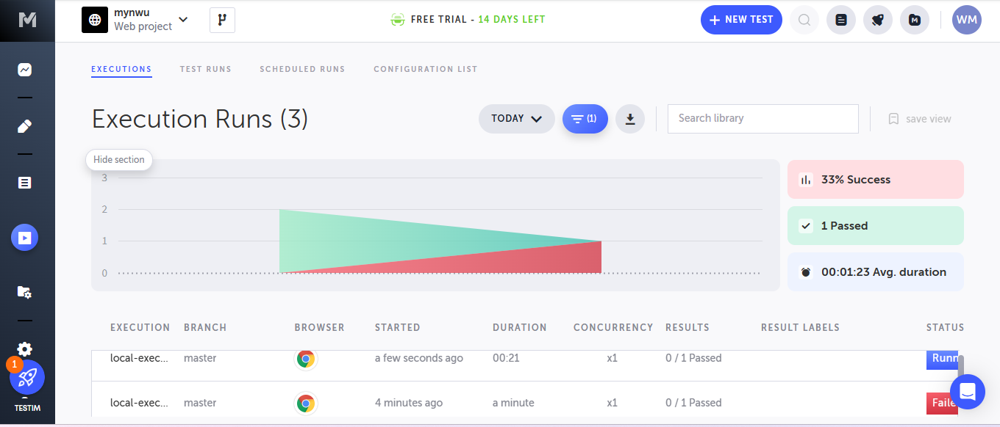 mynwu
Web project
FREE TRIAL - 14 DAYS LEFT
+ NEW TEST
WM
EXECUTIONS TEST RUNS SCHEDULED RUNS CONFIGURATION LIST
Execution Runs (3)
TODAY
(1)
Search library
save view
Hide section
3
2
1
0
33% Success
1 Passed
00:01:23 Avg. duration
EXECUTION BRANCH BROWSER STARTED DURATION CONCURRENCY RESULTS RESULT LABELS STATUS
local-exec... master a few seconds ago 00:21 x1 0 / 1 Passed Runn
local-exec... master 4 minutes ago a minute x1 0 / 1 Passed Faile
1
TESTIM